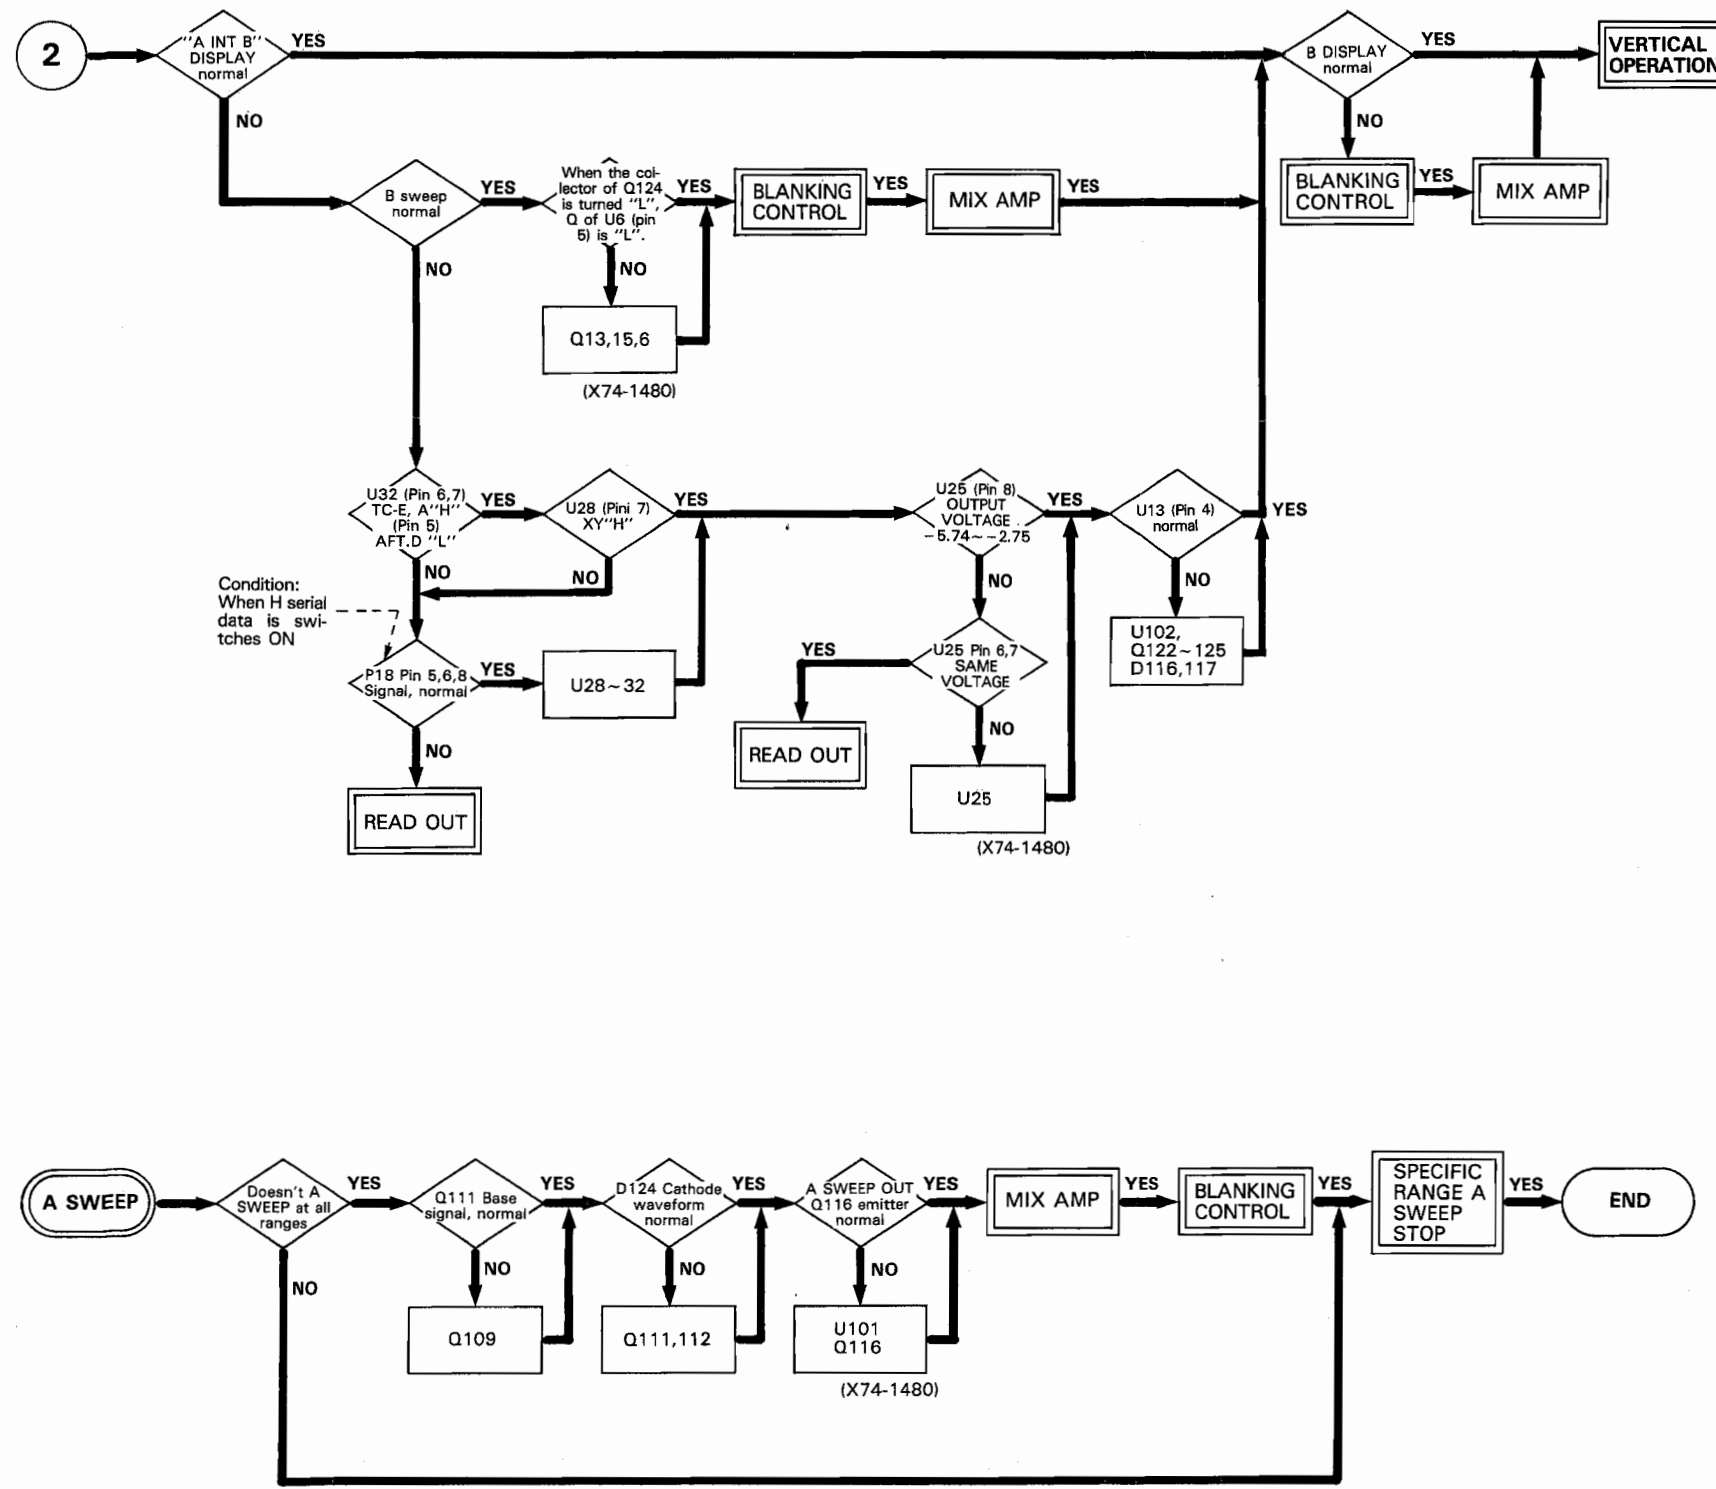 2
"A INT B"
DISPLAY
normal
YES
NO
B DISPLAY
normal
YES
NO
VERTICAL
OPERATION
BLANKING
CONTROL
YES
MIX AMP
B sweep
normal
YES
NO
When the col-
lector of Q124
is turned "L",
Q of U6 (pin
5) is "L".
YES
NO
BLANKING
CONTROL
YES
MIX AMP
YES
Q13,15,6
(X74-1480)
U32 (Pin 6,7)
TC-E, A"H"
(Pin 5)
AFT.D "L"
YES
NO
U28 (Pini 7)
XY"H"
YES
NO
U25 (Pin 8)
OUTPUT
VOLTAGE
-5.74~-2.75
YES
NO
U13 (Pin 4)
normal
YES
NO
Condition:
When H serial
data is swi-
tches ON
P18 Pin 5,6,8
Signal, normal
YES
NO
U28~32
U25 Pin 6,7
SAME
VOLTAGE
YES
NO
U102,
Q122~125
D116,117
READ OUT
READ OUT
U25
(X74-1480)
A SWEEP
Doesn't A
SWEEP at all
ranges
YES
NO
Q111 Base
signal, normal
YES
NO
D124 Cathode
waveform
normal
YES
NO
A SWEEP OUT
Q116 emitter
normal
YES
NO
MIX AMP
YES
BLANKING
CONTROL
YES
SPECIFIC
RANGE A
SWEEP
STOP
YES
END
Q109
Q111,112
U101
Q116
(X74-1480)